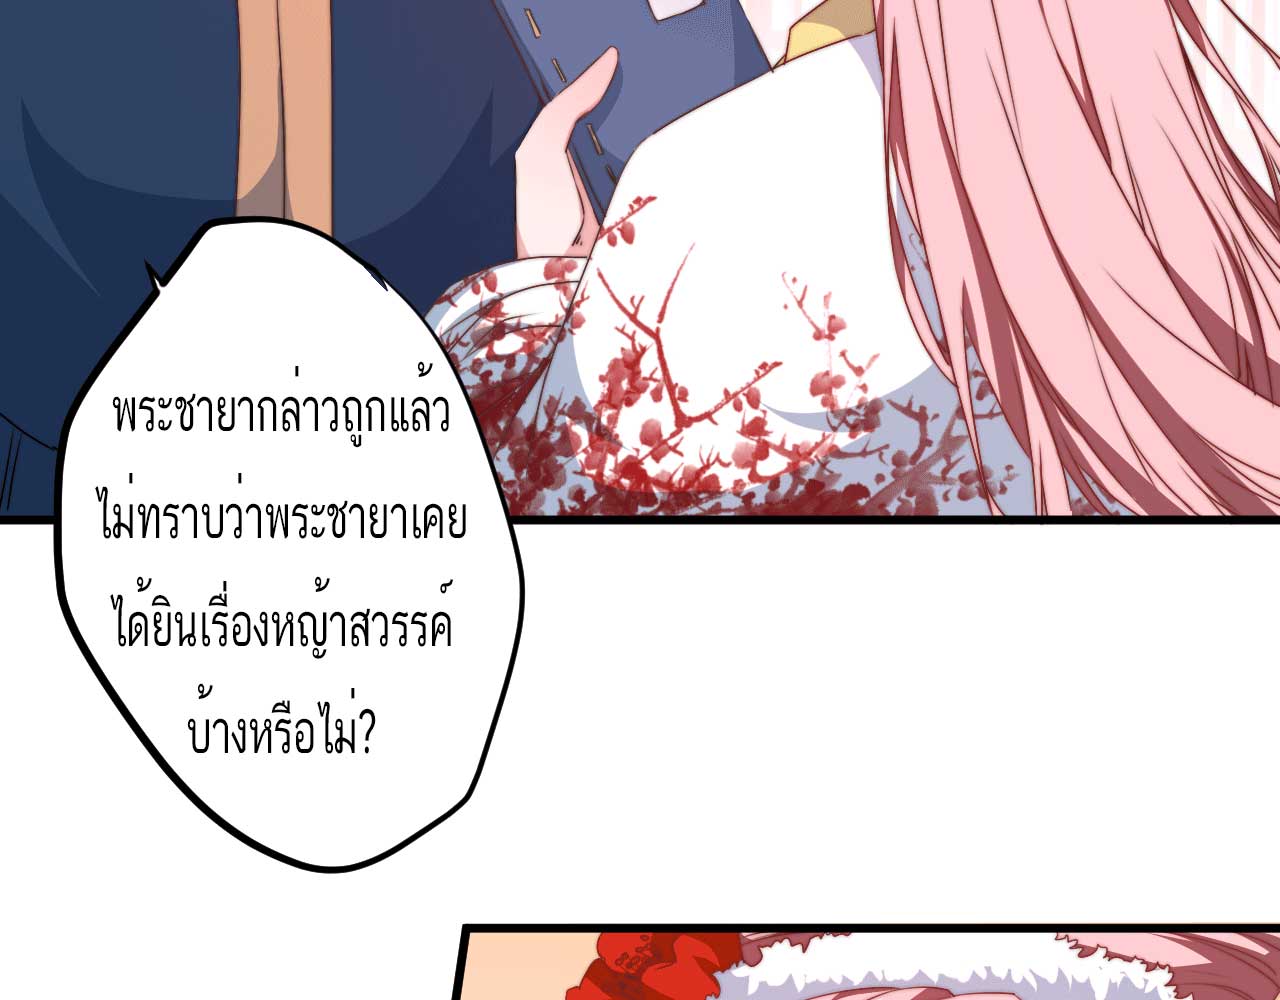 พระชายากล่าวถูกแล้ว
ไม่ทราบว่าพระชายาเคย
ได้ยินเรื่องหญ้าสวรรค์
บ้างหรือไม่?